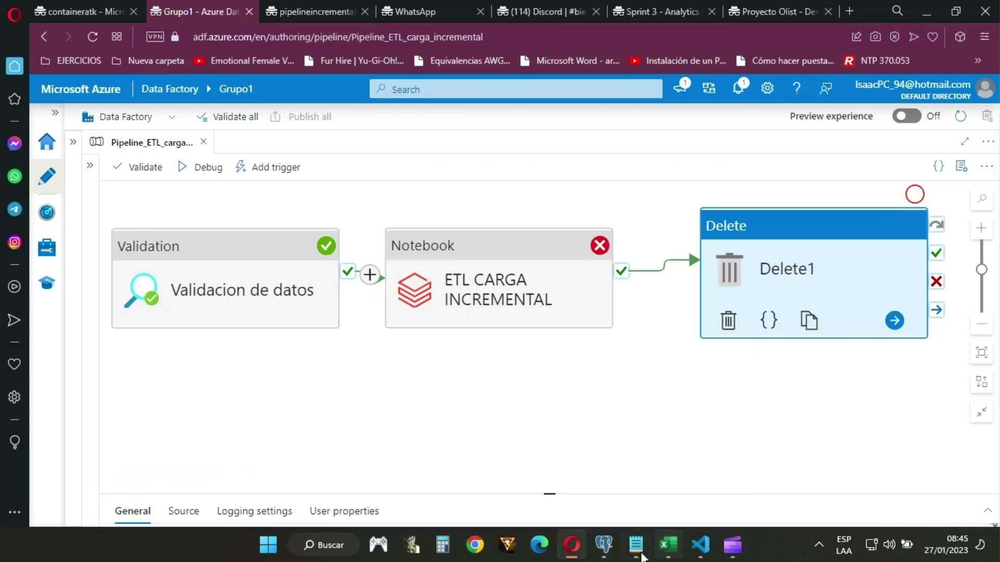 containeratk - Micr
Grupo1 - Azure Dat
pipelineincremental
WhatsApp
(114) Discord | #bie
Sprint 3 - Analytics
Proyecto Olist - Der
VPN
adf.azure.com/en/authoring/pipeline/Pipeline_ETL_carga_incremental
EJERCICIOS
Nueva carpeta
Emotional Female V...
Fur Hire | Yu-Gi-Oh!...
Equivalencias AWG...
Microsoft Word - ar...
Instalación de un P...
Cómo hacer puesta...
R
NTP 370.053
Microsoft Azure
Data Factory
Grupo1
Search
1
1
IsaacPC_94@hotmail.com
DEFAULT DIRECTORY
Data Factory
Validate all
Publish all
Preview experience
Off
Pipeline_ETL_carga...
Validate
Debug
Add trigger
Validation
Validacion de datos
Notebook
ETL CARGA
INCREMENTAL
Delete
Delete1
General
Source
Logging settings
User properties
Buscar
ESP
LAA
08:45
27/01/2023